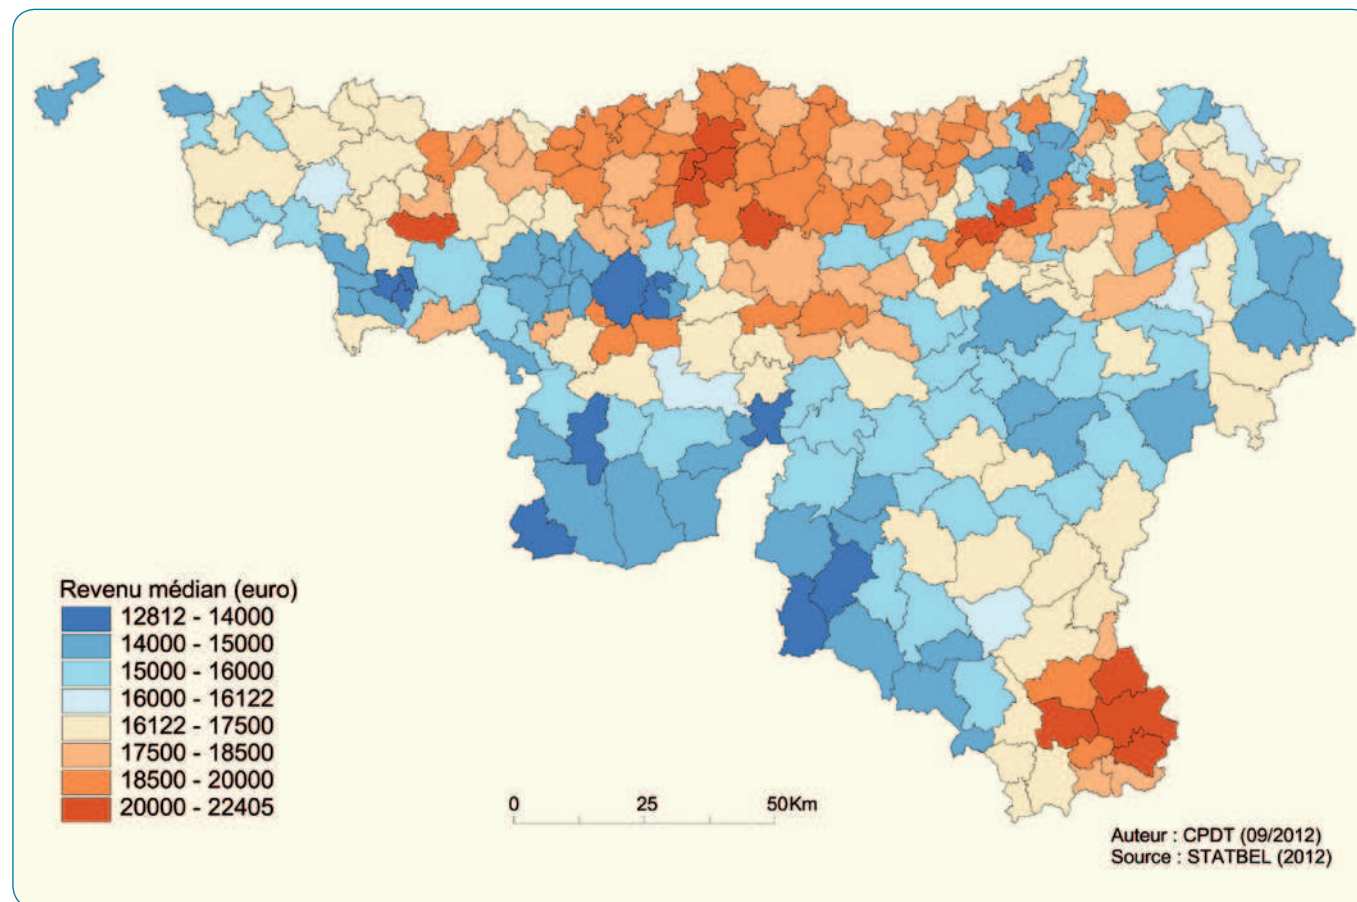 Revenu médian (euro)
12812 - 14000
14000 - 15000
15000 - 16000
16000 - 16122
16122 - 17500
17500 - 18500
18500 - 20000
20000 - 22405
0 25 50Km
Auteur : CPDT (09/2012)
Source : STATBEL (2012)